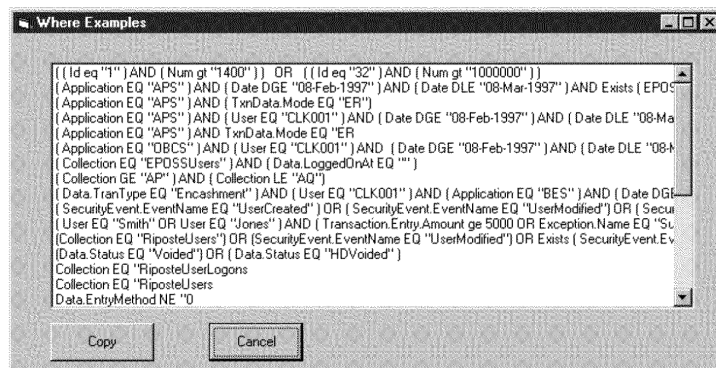 Where Examples
( ( Id eq "1" ) AND ( Num gt "1400" ) )   OR   ( ( Id eq "32" ) AND ( Num gt "1000000" ) )
( Application EQ "APS" ) AND ( Date DGE "08-Feb-1997" ) AND ( Date DLE "08-Mar-1997" ) AND Exists ( EPOS
( Application EQ "APS" ) AND ( TxnData.Mode EQ "ER")
( Application EQ "APS" ) AND ( User EQ "CLK001" ) AND ( Date DGE "08-Feb-1997" ) AND ( Date DLE "08-Ma
( Application EQ "APS" ) AND TxnData.Mode EQ "ER
( Application EQ "OBCS" ) AND ( User EQ "CLK001" ) AND  ( Date DGE "08-Feb-1997" ) AND ( Date DLE "08-M
( Collection EQ "EPOSSUsers" ) AND ( Data.LoggedOnAt EQ "" )
( Collection GE "AP" ) AND ( Collection LE "AQ")
( Data.TranType EQ "Encashment" ) AND ( User EQ "CLK001" ) AND ( Application EQ "BES" ) AND ( Date DGE
( SecurityEvent.EventName EQ "UserCreated" ) OR ( SecurityEvent.EventName EQ "UserModified") OR ( Secur
( User EQ "Smith" OR User EQ "Jones" ) AND ( Transaction.Entry.Amount ge 5000 OR Exception.Name EQ "Su
(Collection EQ "RiposteUsers") OR (SecurityEvent.EventName EQ "UserModified") OR Exists ( SecurityEvent.Ev
(Data.Status EQ "Voided") OR ( Data.Status EQ "HDVoided" )
Collection EQ "RiposteUserLogons
Collection EQ "RiposteUsers
Data.EntryMethod NE "0
Copy
Cancel